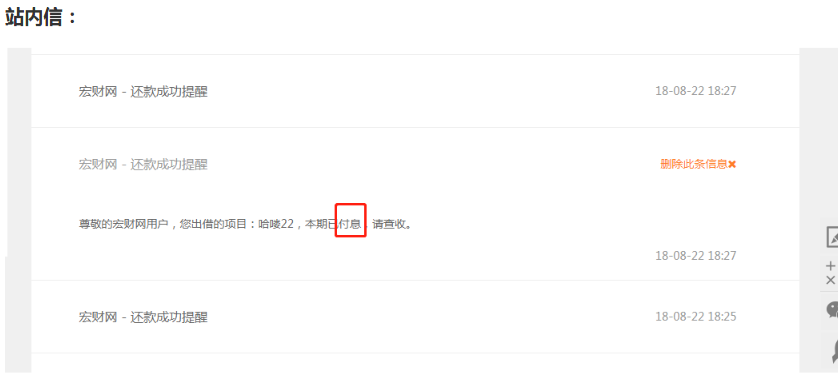 站内信：
宏财网 - 还款成功提醒 18-08-22 18:27
宏财网 - 还款成功提醒 删除此条信息✖
尊敬的宏财网用户，您出借的项目：哈喽22，本期已付息，请查收。
18-08-22 18:27
宏财网 - 还款成功提醒 18-08-22 18:25